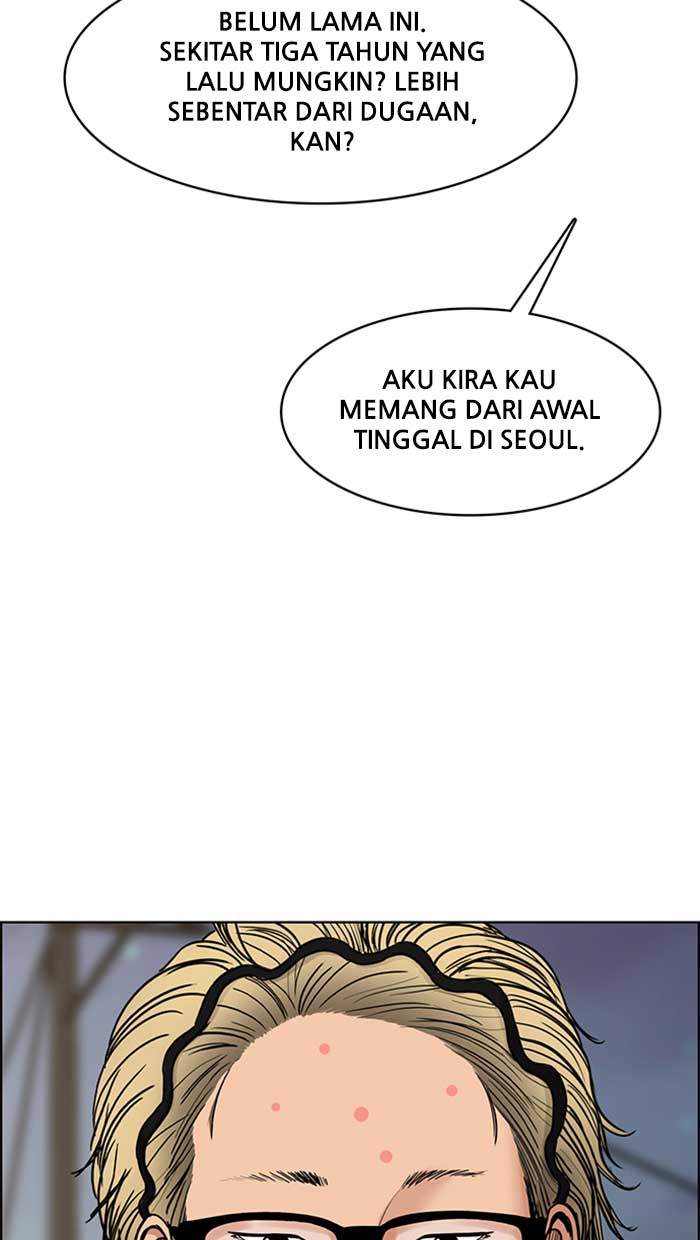 BELUM LAMA INI.
SEKITAR TIGA TAHUN YANG
LALU MUNGKIN? LEBIH
SEBENTAR DARI DUGAAN,
KAN?
AKU KIRA KAU
MEMANG DARI AWAL
TINGGAL DI SEOUL.